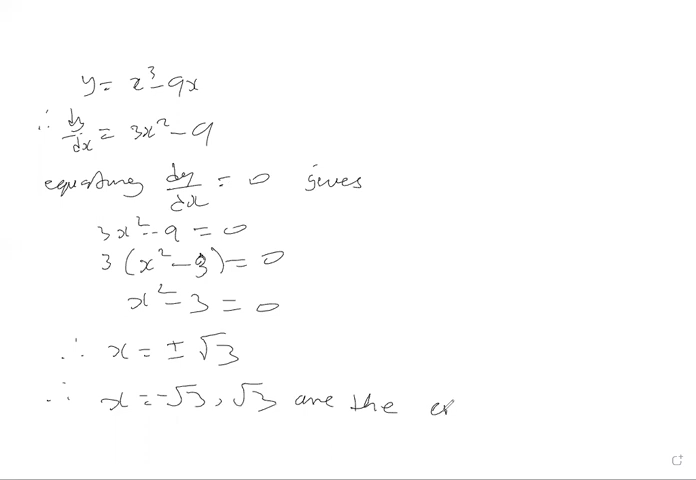 y = x³ - 9x
∴ dy/dx = 3x² - 9
equating dy/dx = 0 gives
3x² - 9 = 0
3(x² - 3) = 0
x² - 3 = 0
∴ x = ± √3
∴ x = -√3, √3 are the